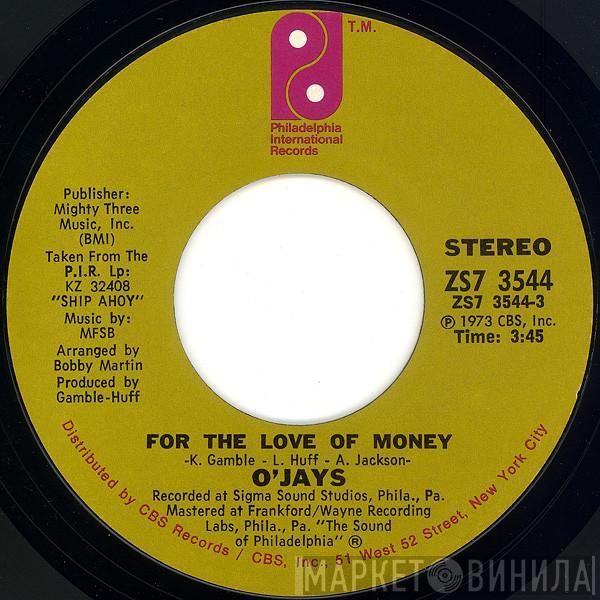 T.M.
Philadelphia
International
Records
Publisher:
Mighty Three
Music, Inc.
(BMI)
Taken From The
P.I.R. Lp:
KZ 32408
"SHIP AHOY"
Music by:
MFSB
Arranged by
Bobby Martin
Produced by
Gamble-Huff
STEREO
ZS7 3544
ZS7 3544-3
℗ 1973 CBS, Inc.
Time: 3:45
FOR THE LOVE OF MONEY
-K. Gamble - L. Huff - A. Jackson-
O'JAYS
Recorded at Sigma Sound Studios, Phila., Pa.
Mastered at Frankford/Wayne Recording
Labs, Phila., Pa. "The Sound
of Philadelphia" ®
Distributed by CBS Records / CBS, Inc., 51 West 52 Street, New York City
МАРКЕТ ВИНИЛА